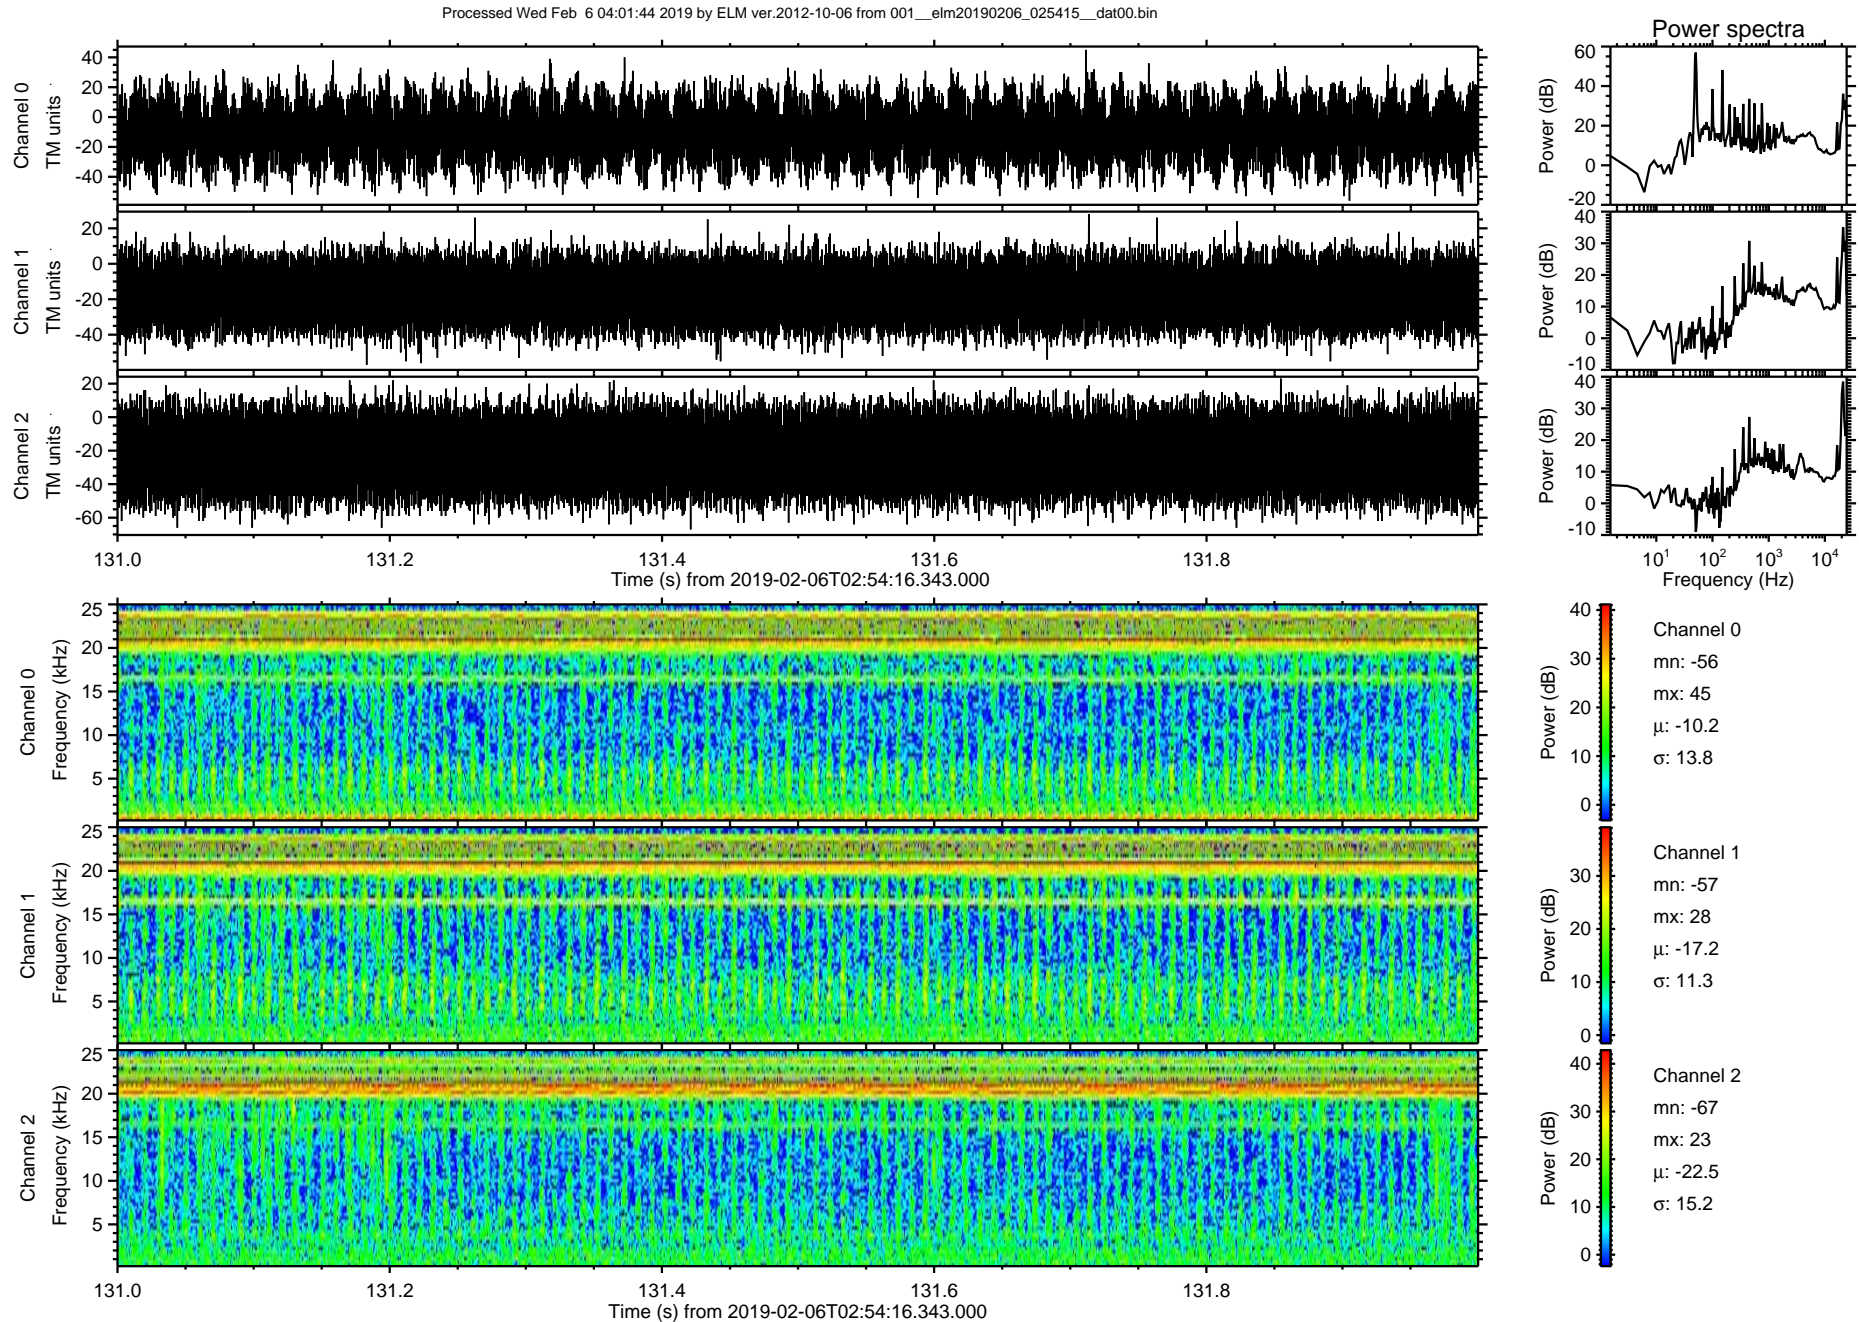 Processed Wed Feb  6 04:01:44 2019 by ELM ver.2012-10-06 from 001__elm20190206_025415__dat00.bin
Power spectra
Channel 0
TM units
40
20
0
-20
-40
Power (dB)
60
40
20
0
-20
Channel 1
TM units
20
0
-20
-40
Power (dB)
40
30
20
10
0
-10
Channel 2
TM units
20
0
-20
-40
-60
Power (dB)
40
30
20
10
0
-10
131.0 131.2 131.4 131.6 131.8
Time (s) from 2019-02-06T02:54:16.343.000
10¹ 10² 10³ 10⁴
Frequency (Hz)
Channel 0
Frequency (kHz)
25
20
15
10
5
Power (dB)
40
30
20
10
0
Channel 0
mn: -56
mx: 45
μ: -10.2
σ: 13.8
Channel 1
Frequency (kHz)
25
20
15
10
5
Power (dB)
30
20
10
0
Channel 1
mn: -57
mx: 28
μ: -17.2
σ: 11.3
Channel 2
Frequency (kHz)
25
20
15
10
5
Power (dB)
40
30
20
10
0
Channel 2
mn: -67
mx: 23
μ: -22.5
σ: 15.2
131.0 131.2 131.4 131.6 131.8
Time (s) from 2019-02-06T02:54:16.343.000